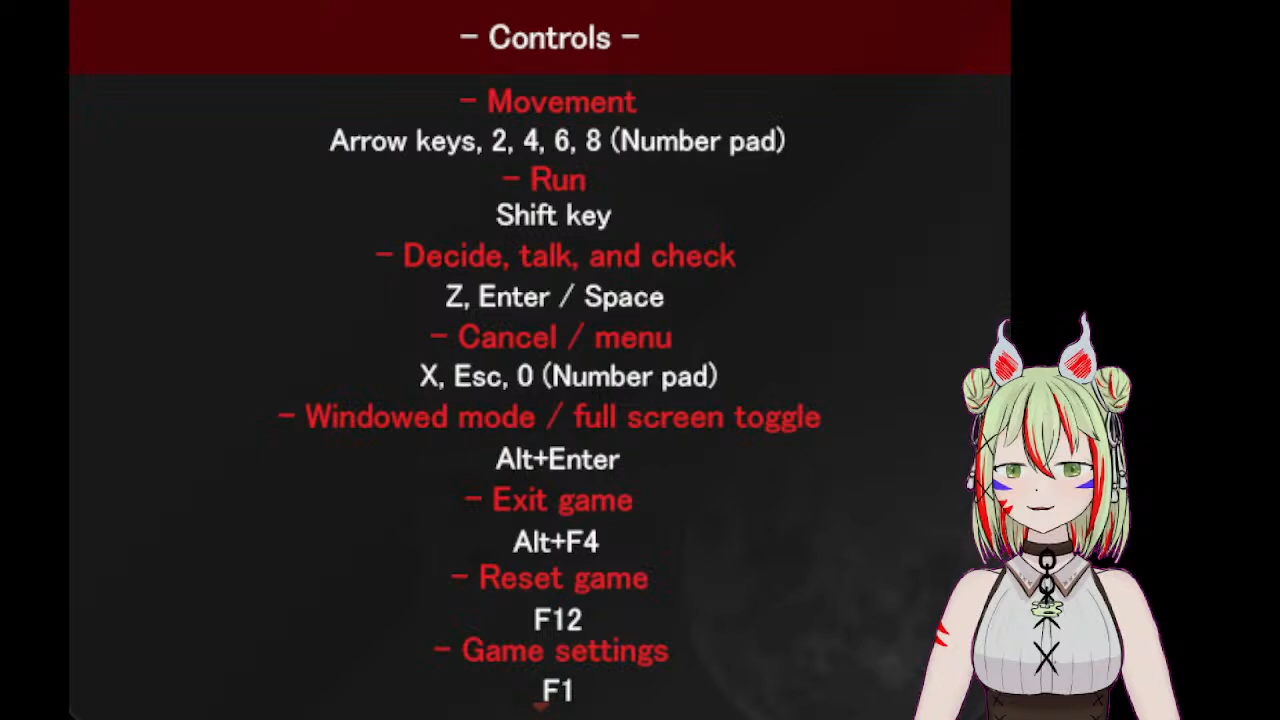 - Controls -
- Movement
Arrow keys, 2, 4, 6, 8 (Number pad)
- Run
Shift key
- Decide, talk, and check
Z, Enter / Space
- Cancel / menu
X, Esc, 0 (Number pad)
- Windowed mode / full screen toggle
Alt+Enter
- Exit game
Alt+F4
- Reset game
F12
- Game settings
F1